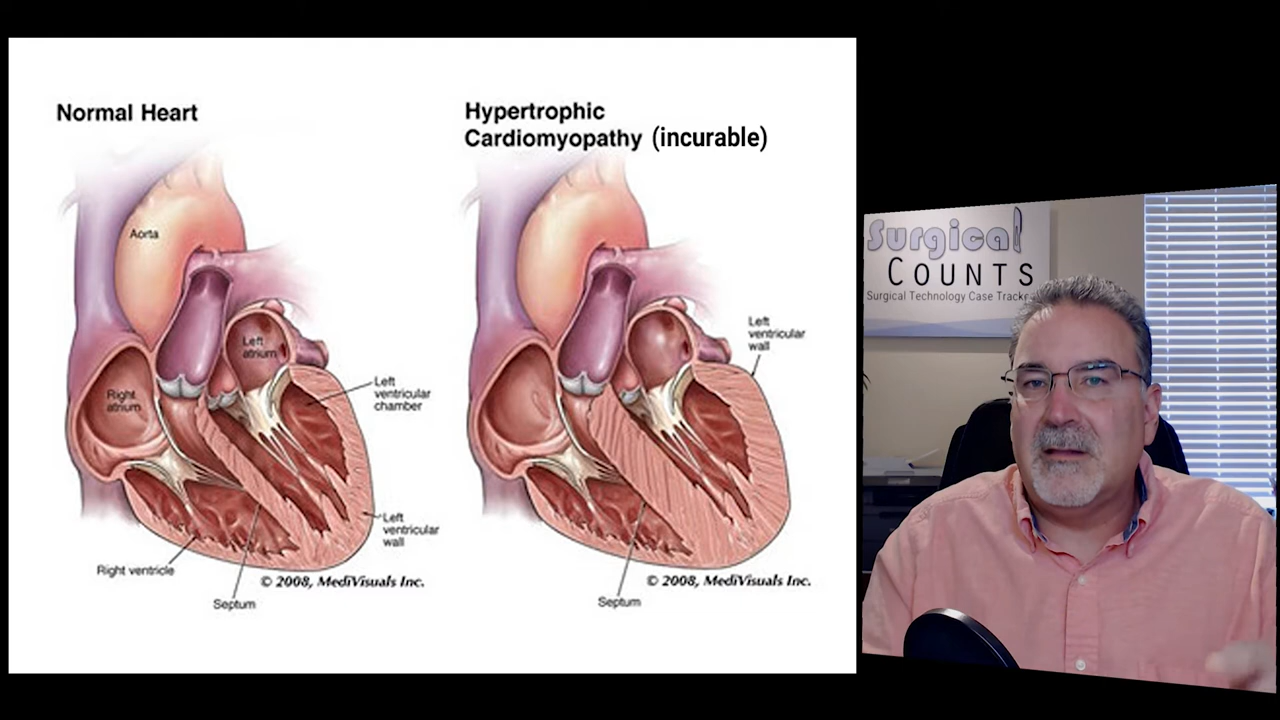 Normal Heart
Aorta
Left
atrium
Right
atrium
Left
ventricular
chamber
Left
ventricular
wall
Right ventricle
© 2008, MediVisuals Inc.
Septum
Hypertrophic
Cardiomyopathy (incurable)
Left
ventricular
wall
© 2008, MediVisuals Inc.
Septum
Surgical
COUNTS
Surgical Technology Case